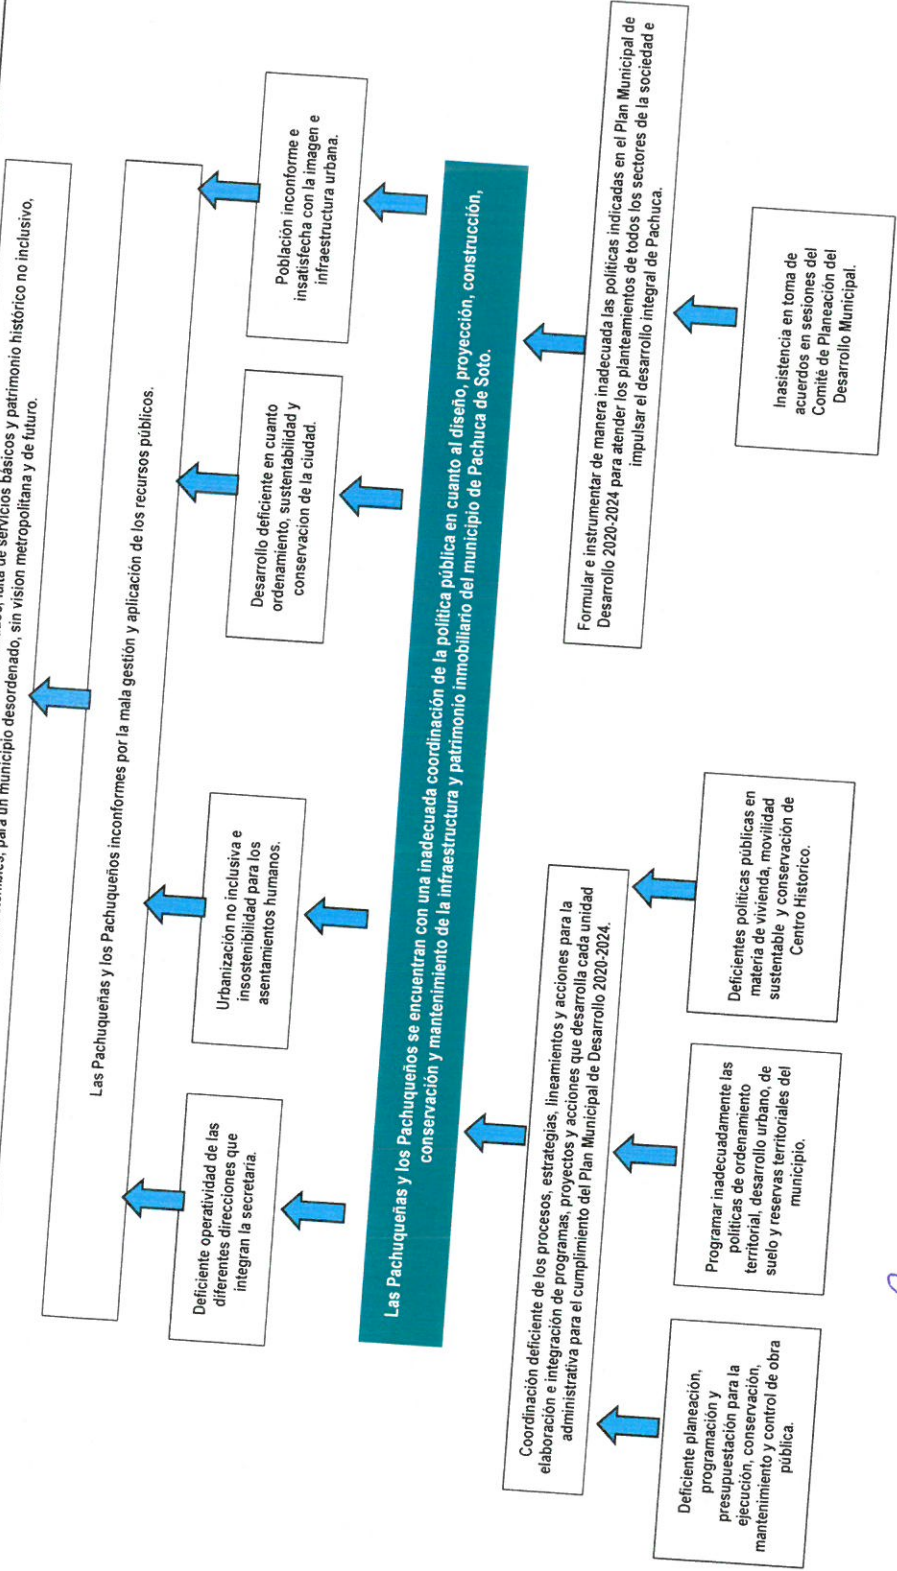 falta de servicios básicos y patrimonio histórico no inclusivo,
para un municipio desordenado, sin visión metropolitana y de futuro.
Las Pachuqueñas y los Pachuqueños inconformes por la mala gestión y aplicación de los recursos públicos.
Deficiente operatividad de las
diferentes direcciones que
integran la secretaria.
Urbanización no inclusiva e
insostenibilidad para los
asentamientos humanos.
Desarrollo deficiente en cuanto
ordenamiento, sustentabilidad y
conservacion de la ciudad.
Población inconforme e
insatisfecha con la imagen e
infraestructura urbana.
Las Pachuqueñas y los Pachuqueños se encuentran con una inadecuada coordinación de la política pública en cuanto al diseño, proyección, construcción,
conservación y mantenimiento de la infraestructura y patrimonio inmobiliario del municipio de Pachuca de Soto.
Coordinación deficiente de los procesos, estrategias, lineamientos y acciones para la
elaboración e integración de programas, proyectos y acciones que desarrolla cada unidad
administrativa para el cumplimiento del Plan Municipal de Desarrollo 2020-2024.
Formular e instrumentar de manera inadecuada las políticas indicadas en el Plan Municipal de
Desarrollo 2020-2024 para atender los planteamientos de todos los sectores de la sociedad e
impulsar el desarrollo integral de Pachuca.
Deficiente planeación,
programación y
presupuestación para la
ejecución, conservación,
mantenimiento y control de obra
pública.
Programar inadecuadamente las
políticas de ordenamiento
territorial, desarrollo urbano, de
suelo y reservas territoriales del
municipio.
Deficientes políticas públicas en
materia de vivienda, movilidad
sustentable y conservación de
Centro Historico.
Inasistencia en toma de
acuerdos en sesiones del
Comité de Planeación del
Desarrollo Municipal.